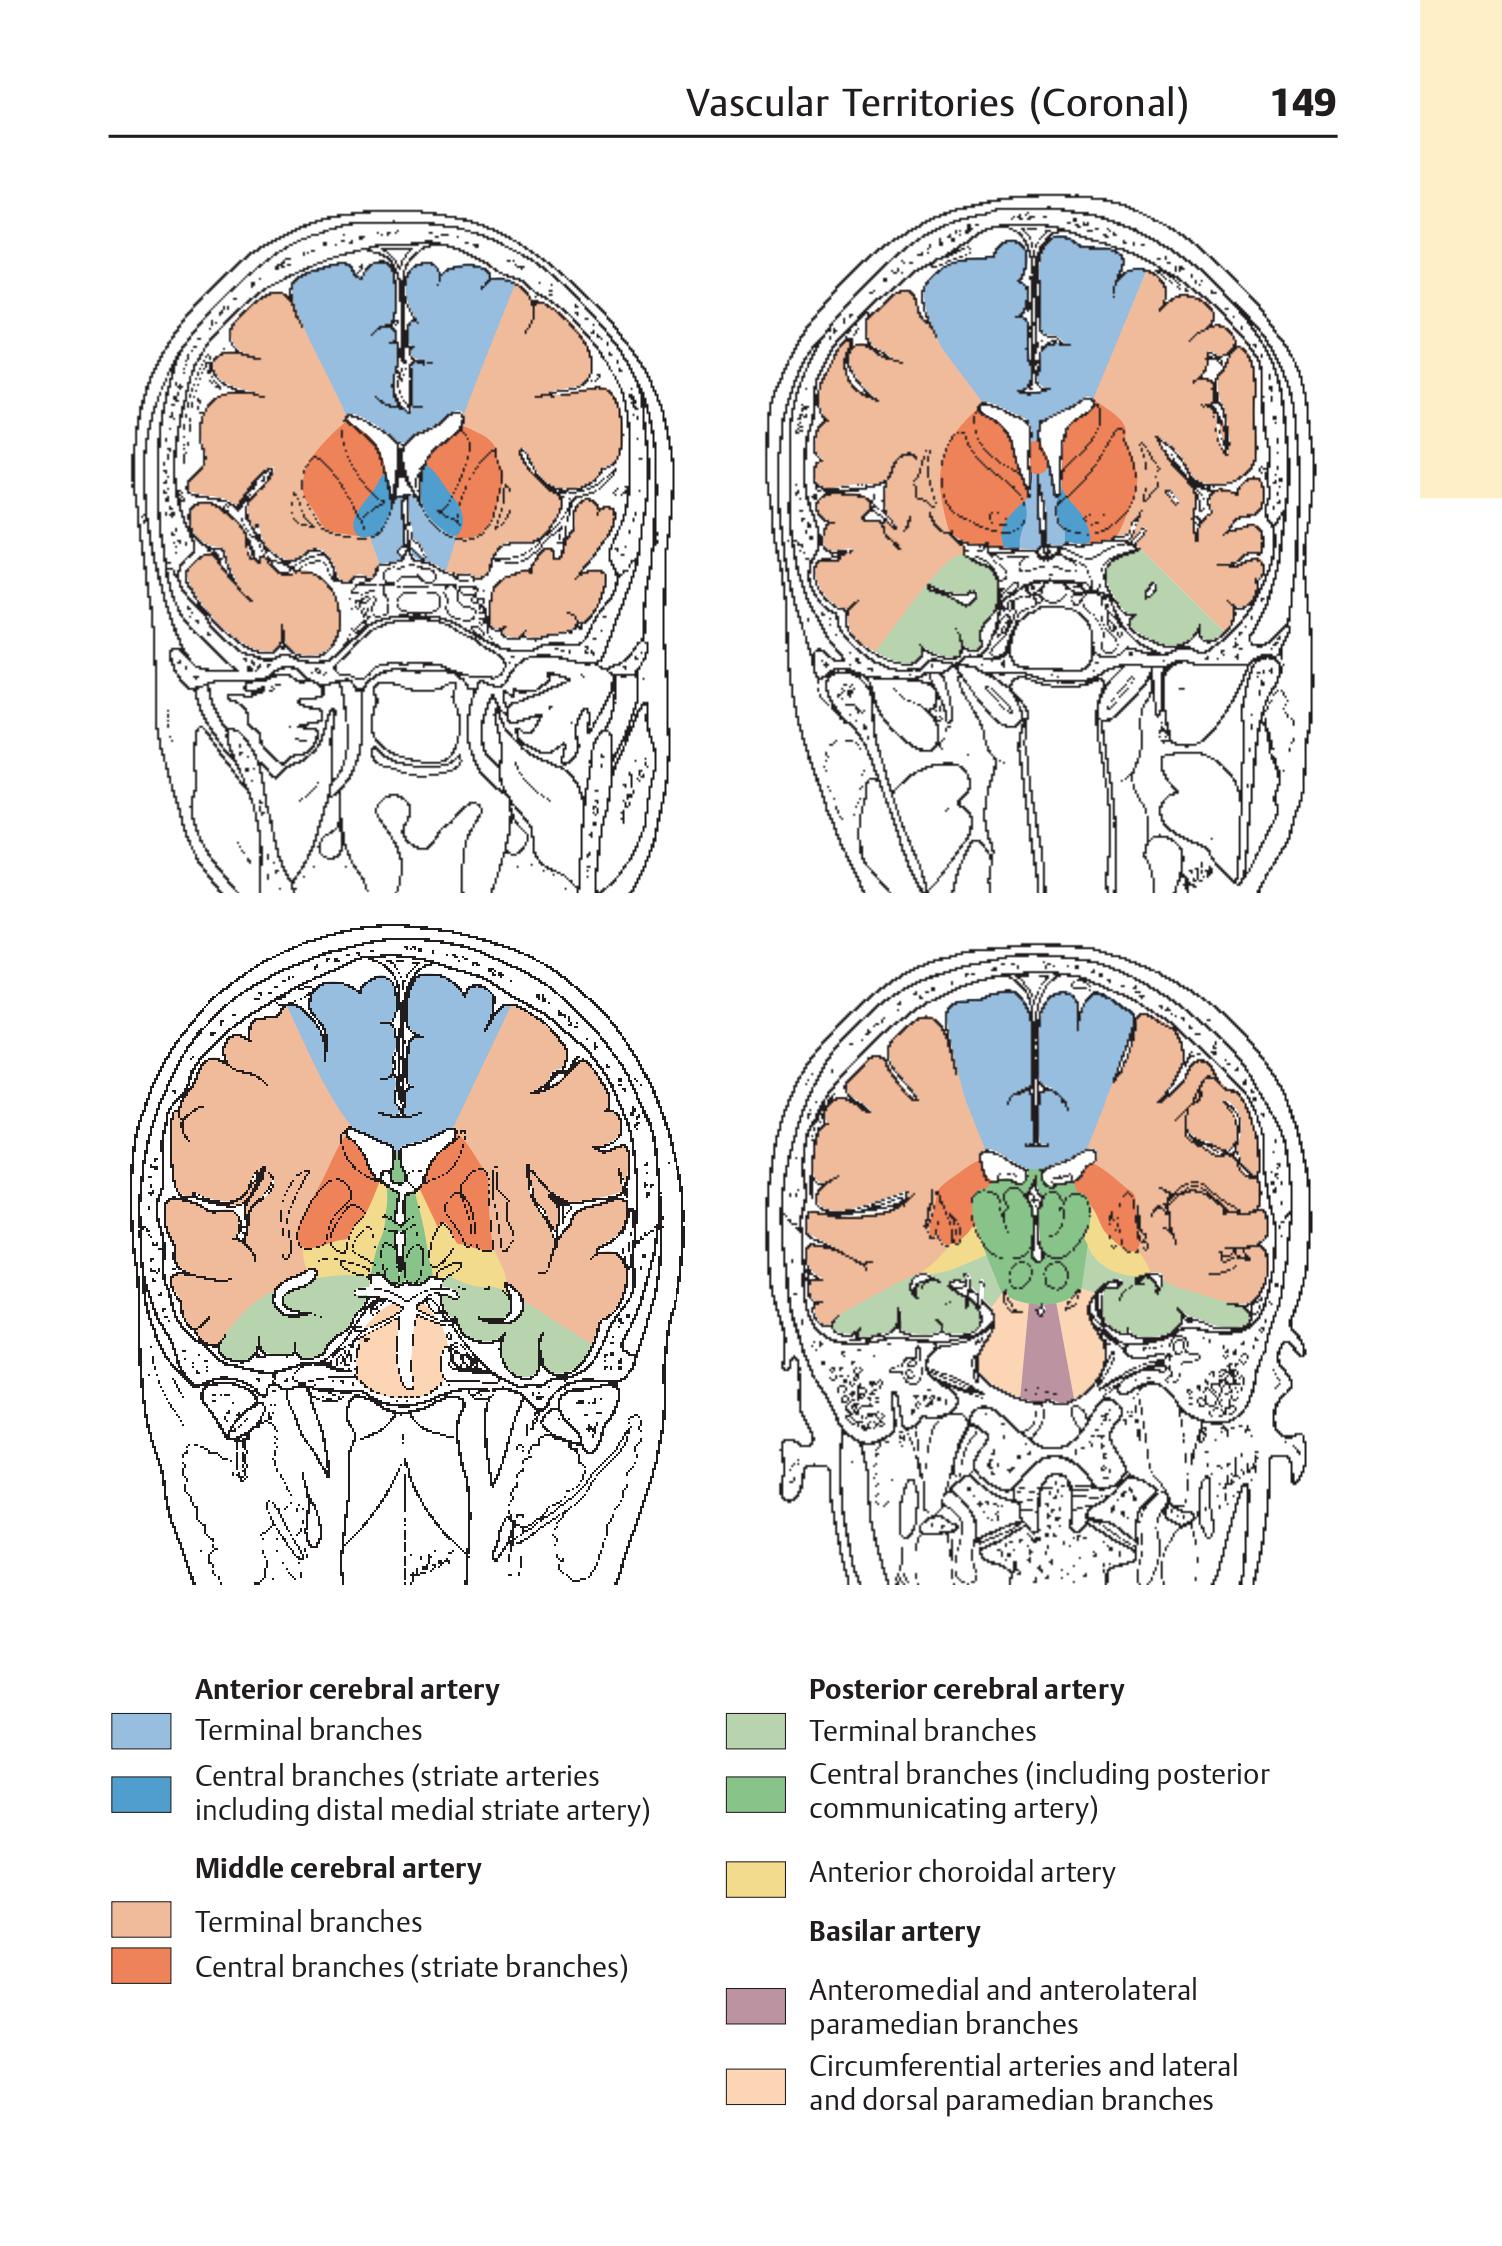 Vascular Territories (Coronal) 149
Anterior cerebral artery
Terminal branches
Central branches (striate arteries
including distal medial striate artery)
Middle cerebral artery
Terminal branches
Central branches (striate branches)
Posterior cerebral artery
Terminal branches
Central branches (including posterior
communicating artery)
Anterior choroidal artery
Basilar artery
Anteromedial and anterolateral
paramedian branches
Circumferential arteries and lateral
and dorsal paramedian branches